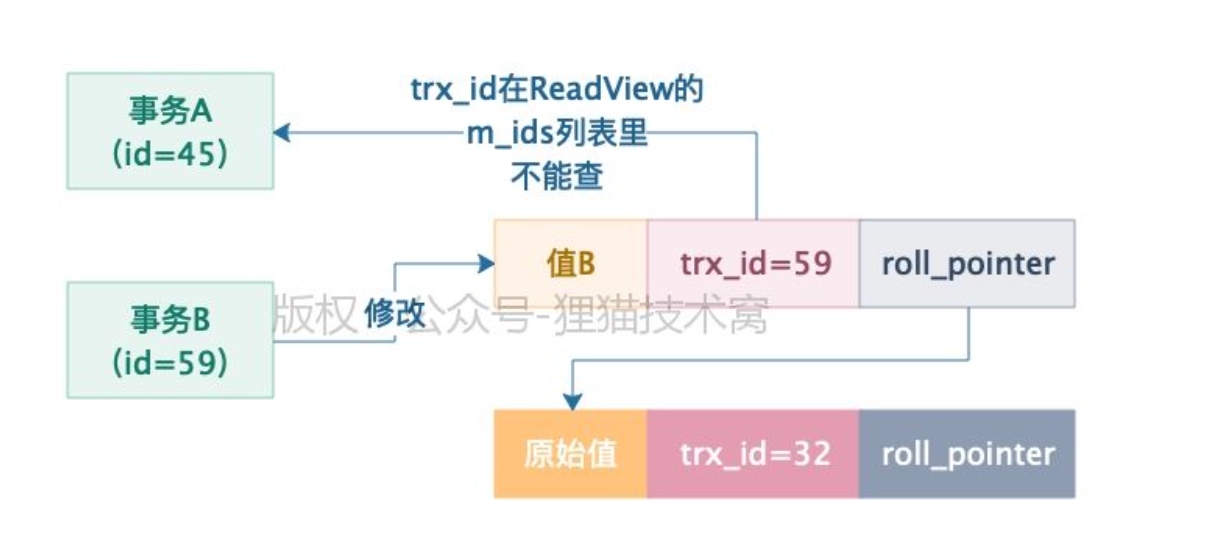 事务A
(id=45)
trx_id在ReadView的
m_ids列表里
不能查
值B
trx_id=59
roll_pointer
事务B
(id=59)
修改
版权 公众号-狸猫技术窝
原始值
trx_id=32
roll_pointer